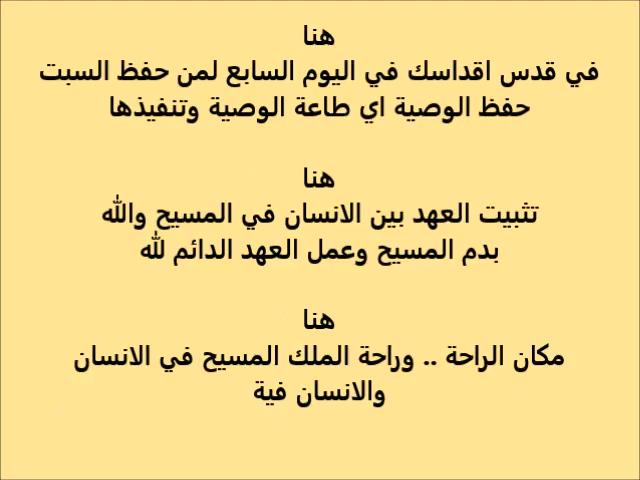 هنا
في قدس اقداسك في اليوم السابع لمن حفظ السبت
حفظ الوصية اي طاعة الوصية وتنفيذها
هنا
تثبيت العهد بين الانسان في المسيح والله
بدم المسيح وعمل العهد الدائم لله
هنا
مكان الراحة .. وراحة الملك المسيح في الانسان
والانسان فية